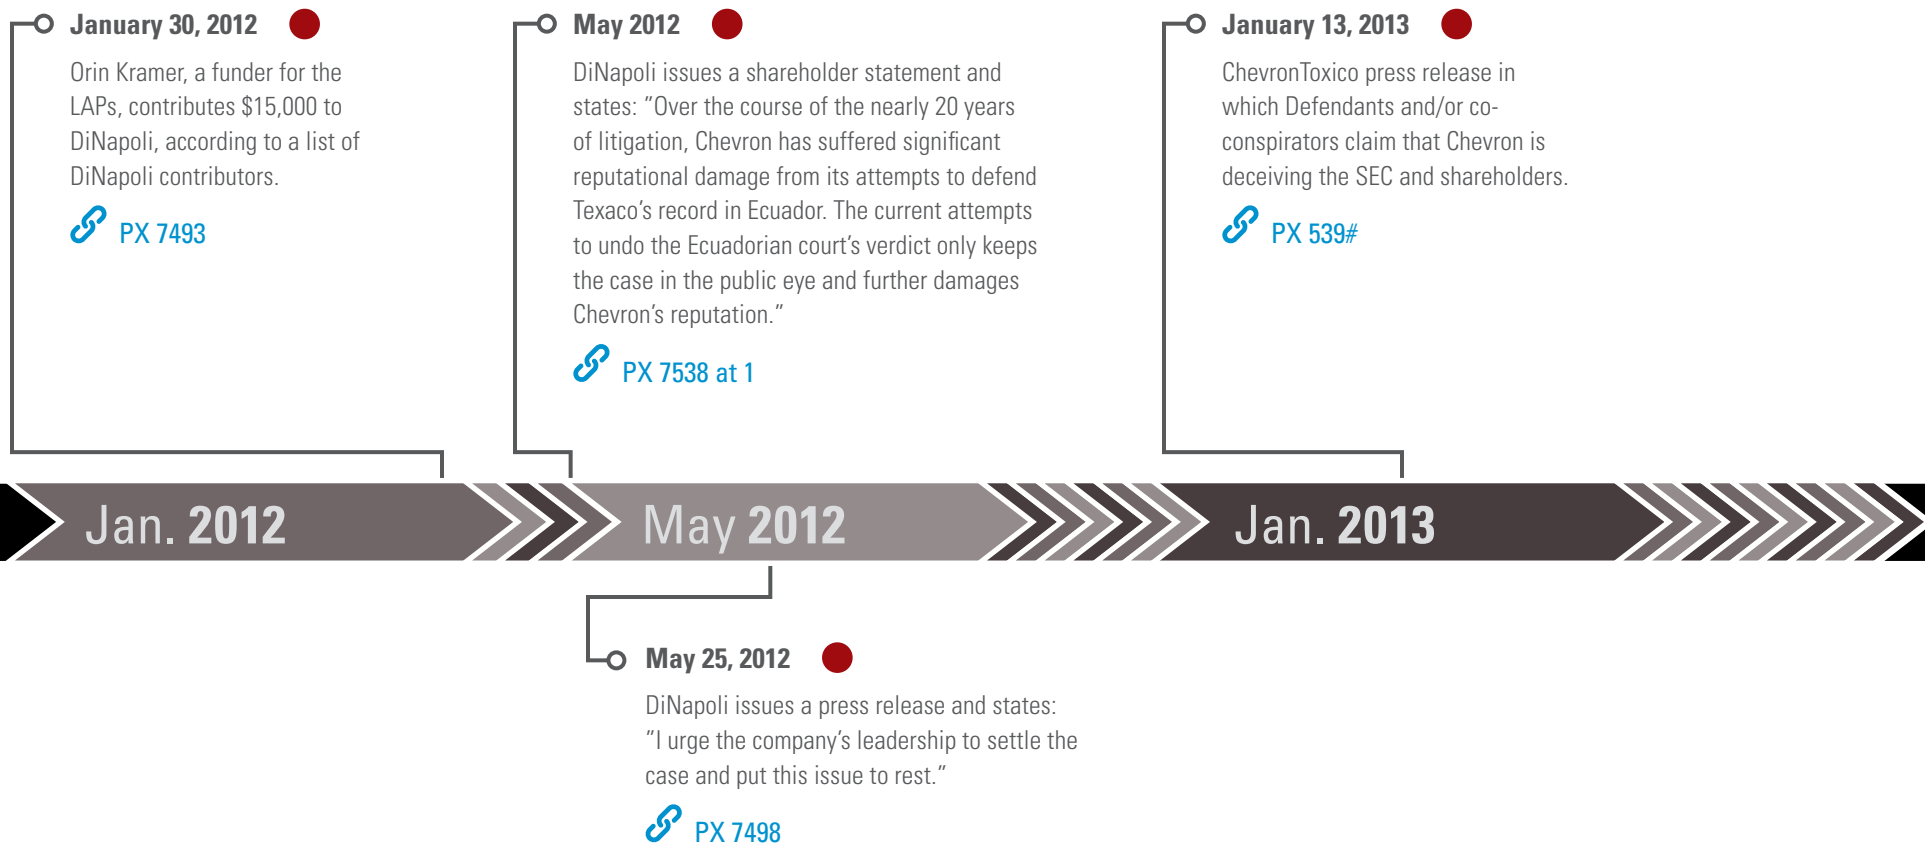 January 30, 2012
Orin Kramer, a funder for the
LAPs, contributes $15,000 to
DiNapoli, according to a list of
DiNapoli contributors.
PX 7493
May 2012
DiNapoli issues a shareholder statement and
states: "Over the course of the nearly 20 years
of litigation, Chevron has suffered significant
reputational damage from its attempts to defend
Texaco's record in Ecuador. The current attempts
to undo the Ecuadorian court's verdict only keeps
the case in the public eye and further damages
Chevron's reputation."
PX 7538 at 1
January 13, 2013
ChevronToxico press release in
which Defendants and/or co-
conspirators claim that Chevron is
deceiving the SEC and shareholders.
PX 539#
Jan. 2012
May 2012
Jan. 2013
May 25, 2012
DiNapoli issues a press release and states:
"I urge the company's leadership to settle the
case and put this issue to rest."
PX 7498